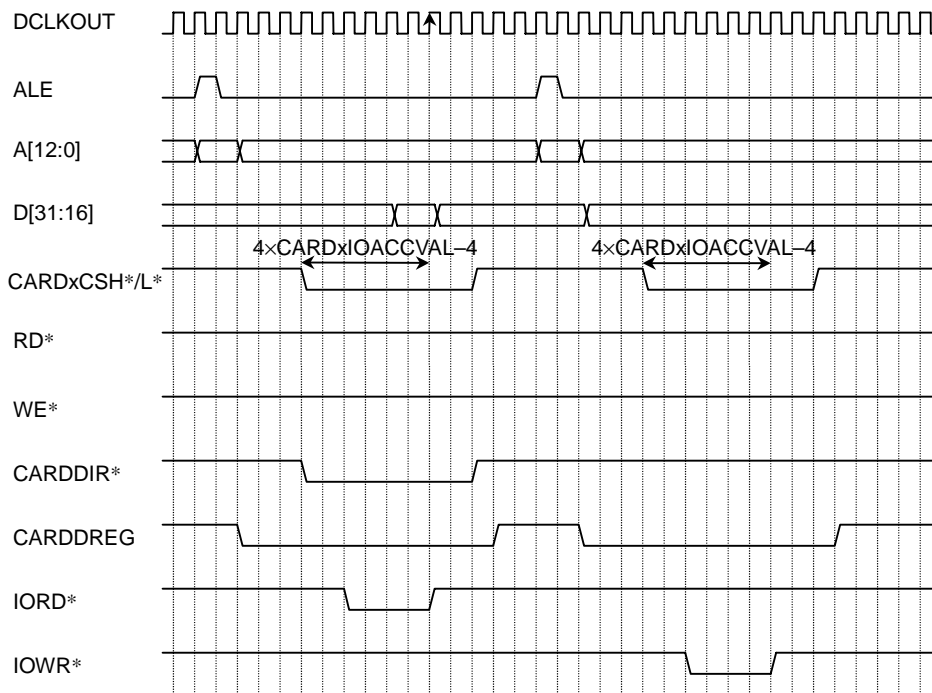 DCLKOUT
ALE
A[12:0]
D[31:16]
4×CARDxIOACCVAL–4 4×CARDxIOACCVAL–4
CARDxCSH*/L*
RD*
WE*
CARDDIR*
CARDDREG
IORD*
IOWR*